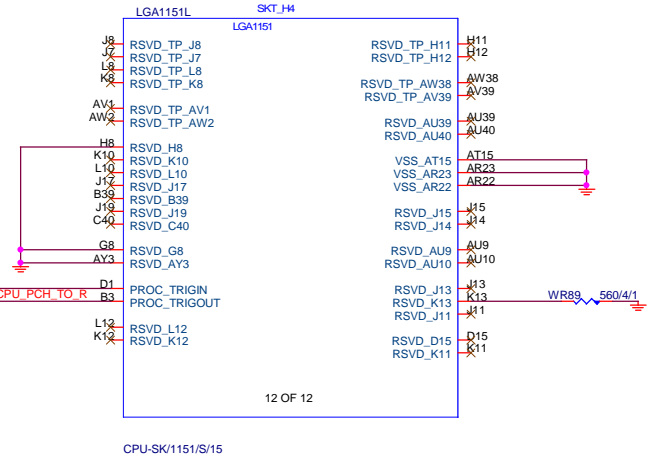 LGA1151L SKT_H4
LGA1151
J8 RSVD_TP_J8 RSVD_TP_H11 H11
J7 RSVD_TP_J7 RSVD_TP_H12 H12
L8 RSVD_TP_L8
K8 RSVD_TP_K8 RSVD_TP_AW38 AW38
RSVD_TP_AV39 AV39
AV1 RSVD_TP_AV1
AW2 RSVD_TP_AW2 RSVD_AU39 AU39
RSVD_AU40 AU40
H8 RSVD_H8
K10 RSVD_K10 VSS_AT15 AT15
L10 RSVD_L10 VSS_AR23 AR23
J17 RSVD_J17 VSS_AR22 AR22
B39 RSVD_B39
J19 RSVD_J19 RSVD_J15 J15
C40 RSVD_C40 RSVD_J14 J14
G8 RSVD_G8 RSVD_AU9 AU9
AY3 RSVD_AY3 RSVD_AU10 AU10
D1 PROC_TRIGIN RSVD_J13 J13
CPU_PCH_TO_R B3 PROC_TRIGOUT RSVD_K13 K13 WR89 560/4/1
RSVD_J11 J11
L12 RSVD_L12
K12 RSVD_K12 RSVD_D15 D15
RSVD_K11 K11
12 OF 12
CPU-SK/1151/S/15